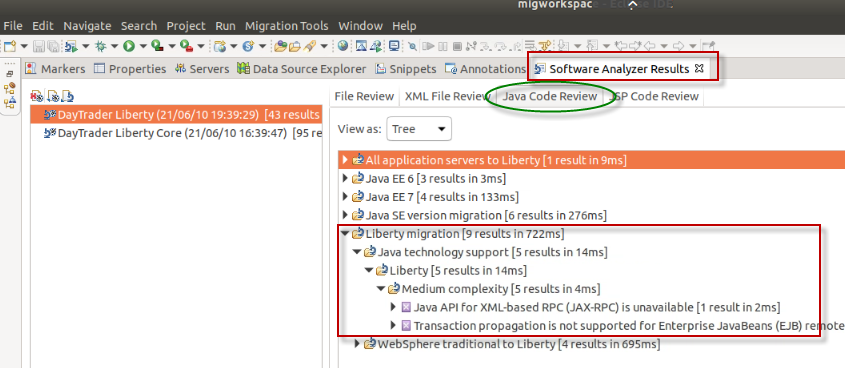 migworkspace - Eclipse IDE
File Edit Navigate Search Project Run Migration Tools Window Help
Markers Properties Servers Data Source Explorer Snippets Annotations Software Analyzer Results
File Review XML File Review Java Code Review JSP Code Review
DayTrader Liberty (21/06/10 19:39:29) [43 results
DayTrader Liberty Core (21/06/10 16:39:47) [95 re
View as: Tree
All application servers to Liberty [1 result in 9ms]
Java EE 6 [3 results in 3ms]
Java EE 7 [4 results in 133ms]
Java SE version migration [6 results in 276ms]
Liberty migration [9 results in 722ms]
Java technology support [5 results in 14ms]
Liberty [5 results in 14ms]
Medium complexity [5 results in 4ms]
Java API for XML-based RPC (JAX-RPC) is unavailable [1 result in 2ms]
Transaction propagation is not supported for Enterprise JavaBeans (EJB) remote
WebSphere traditional to Liberty [4 results in 695ms]